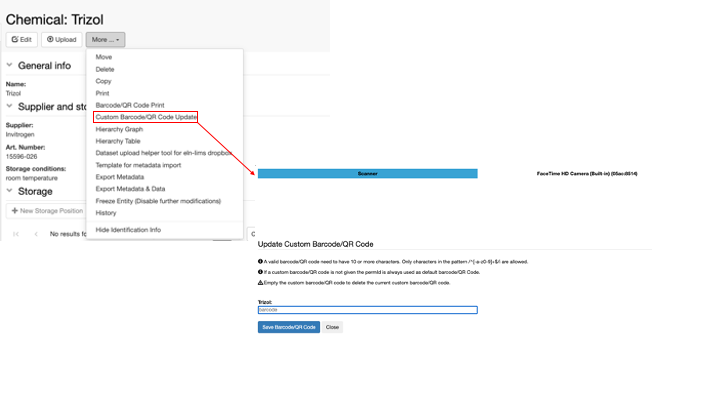 Chemical: Trizol
Edit
Upload
More ...
General info
Name:
Trizol
Supplier and sto
Supplier:
Invitrogen
Art. Number:
15596-026
Storage conditions:
room temperature
Storage
New Storage Position
No results fo
Move
Delete
Copy
Print
Barcode/QR Code Print
Custom Barcode/QR Code Update
Hierarchy Graph
Hierarchy Table
Dataset upload helper tool for eln-lims dropbox
Template for metadata import
Export Metadata
Export Metadata & Data
Freeze Entity (Disable further modifications)
History
Hide Identification Info
C
Scanner
FaceTime HD Camera (Built-in) (05ac:8514)
Update Custom Barcode/QR Code
A valid barcode/QR code need to have 10 or more characters. Only characters in the pattern /^[-a-z0-9]+$/i are allowed.
If a custom barcode/QR code is not given the permId is always used as default barcode/QR Code.
Empty the custom barcode/QR code to delete the current custom barcode/QR code.
Trizol:
barcode
Save Barcode/QR Code
Close